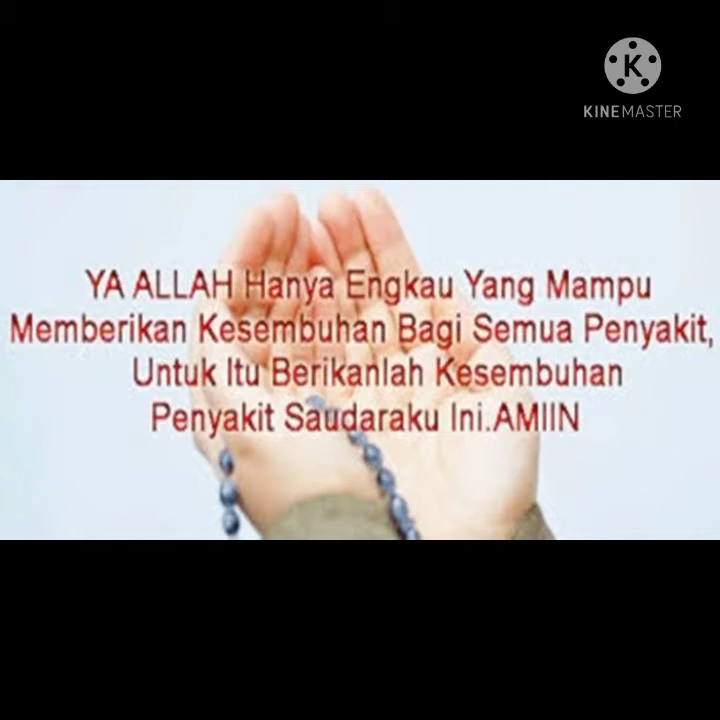 KINEMASTER
YA ALLAH Hanya Engkau Yang Mampu
Memberikan Kesembuhan Bagi Semua Penyakit,
Untuk Itu Berikanlah Kesembuhan
Penyakit Saudaraku Ini.AMIIN